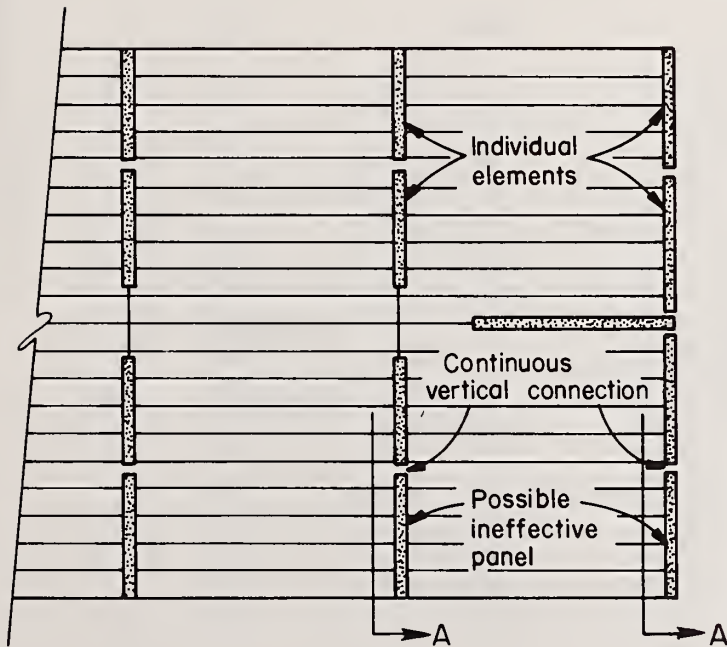 Individual
elements
Continuous
vertical connection
Possible
ineffective
panel
A
A